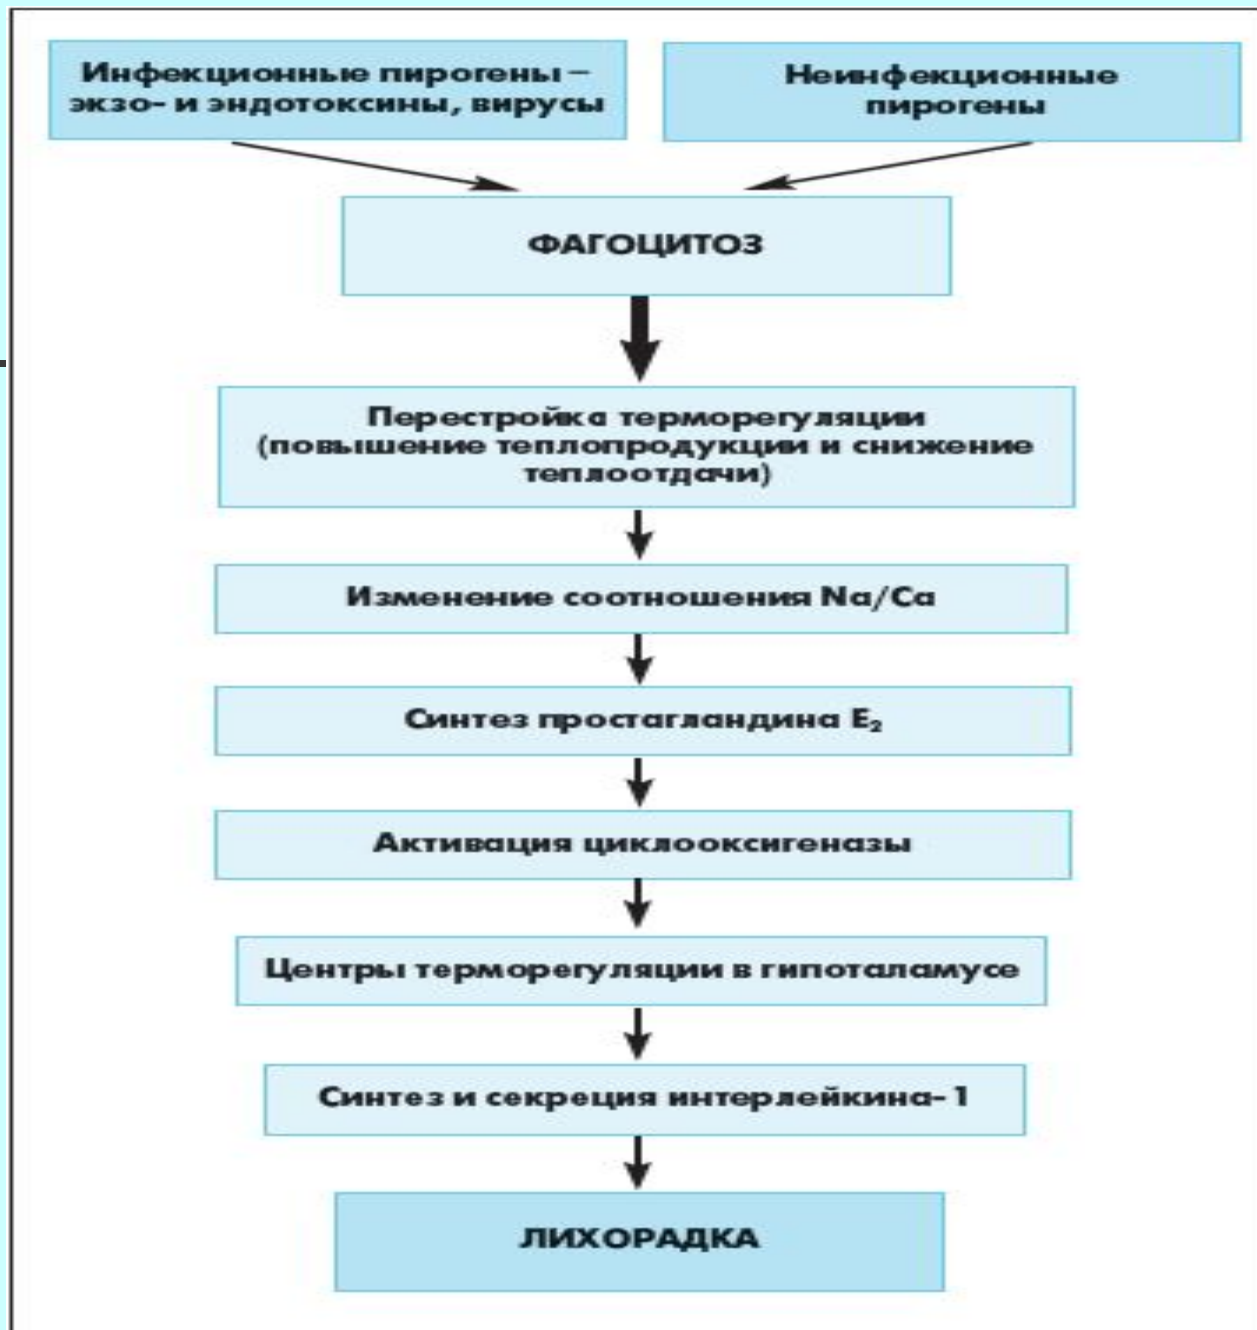 Инфекционные пирогены –
экзо- и эндотоксины, вирусы
Неинфекционные
пирогены
ФАГОЦИТОЗ
Перестройка терморегуляции
(повышение теплопродукции и снижение
теплоотдачи)
Изменение соотношения Na/Ca
Синтез простагландина E₂
Активация циклооксигеназы
Центры терморегуляции в гипоталамусе
Синтез и секреция интерлейкина-1
ЛИХОРАДКА